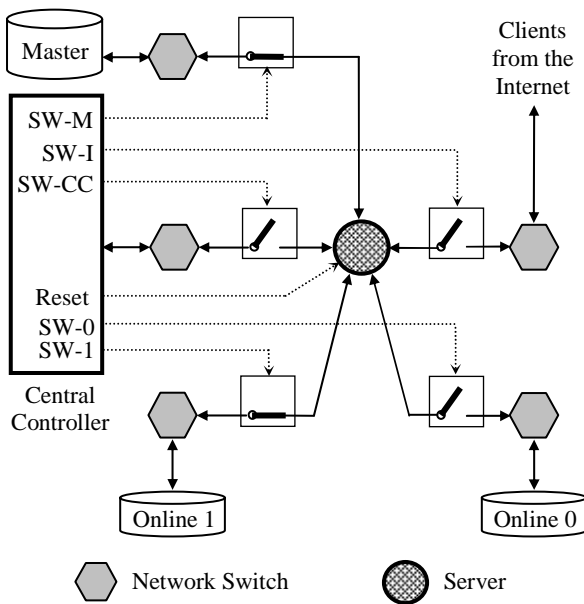 Master
Clients
from the
Internet
SW-M
SW-I
SW-CC
Reset
SW-0
SW-1
Central
Controller
Online 1
Online 0
Network Switch
Server